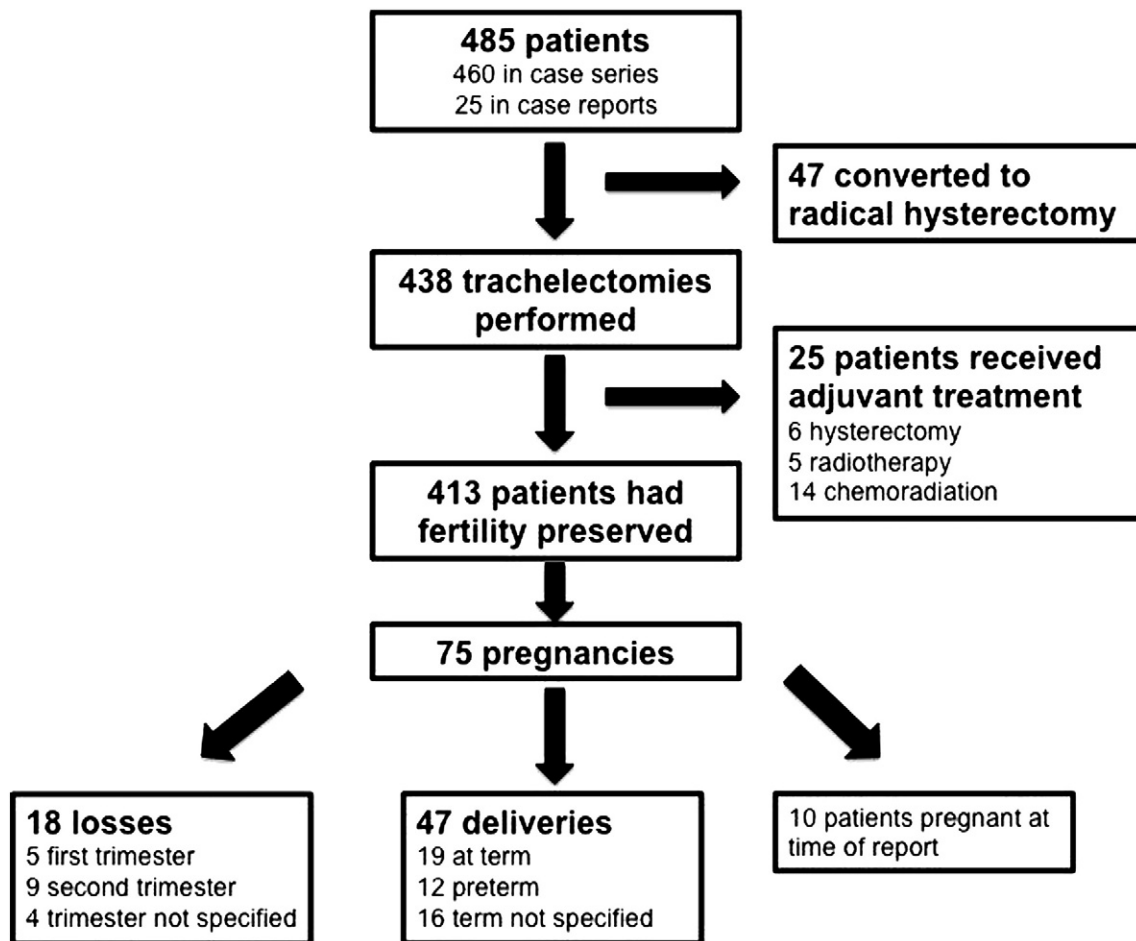 485 patients
460 in case series
25 in case reports
47 converted to
radical hysterectomy
438 trachelectomies
performed
25 patients received
adjuvant treatment
6 hysterectomy
5 radiotherapy
14 chemoradiation
413 patients had
fertility preserved
75 pregnancies
18 losses
5 first trimester
9 second trimester
4 trimester not specified
47 deliveries
19 at term
12 preterm
16 term not specified
10 patients pregnant at
time of report